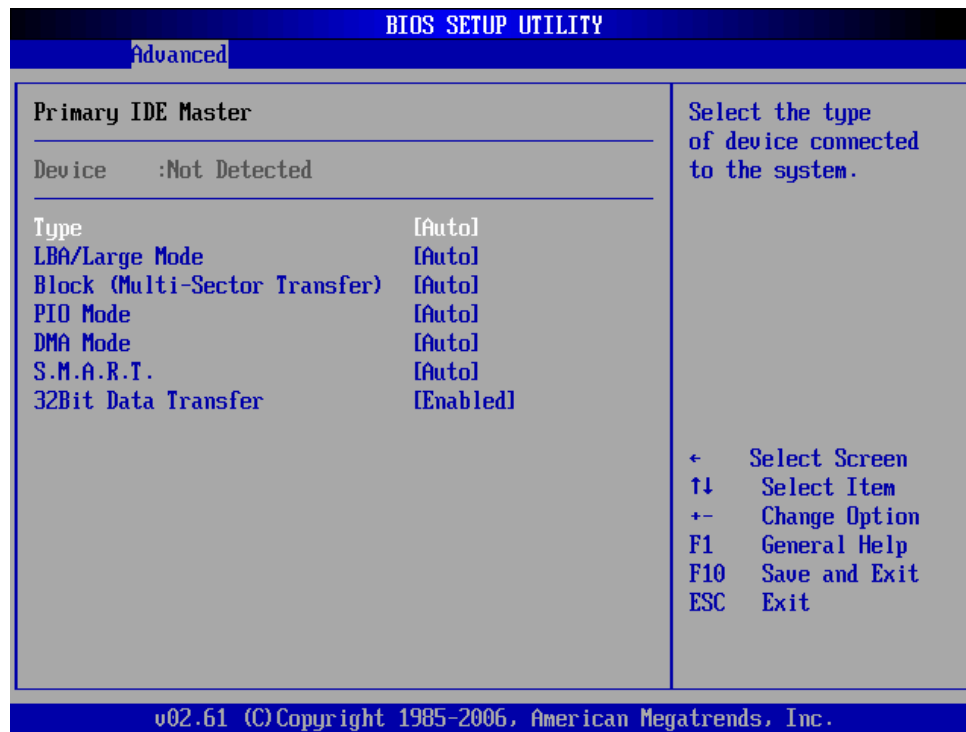 BIOS SETUP UTILITY
Advanced
Primary IDE Master
Device :Not Detected
Type [Auto]
LBA/Large Mode [Auto]
Block (Multi-Sector Transfer) [Auto]
PIO Mode [Auto]
DMA Mode [Auto]
S.M.A.R.T. [Auto]
32Bit Data Transfer [Enabled]
Select the type
of device connected
to the system.
← Select Screen
↑↓ Select Item
+- Change Option
F1 General Help
F10 Save and Exit
ESC Exit
v02.61 (C)Copyright 1985-2006, American Megatrends, Inc.